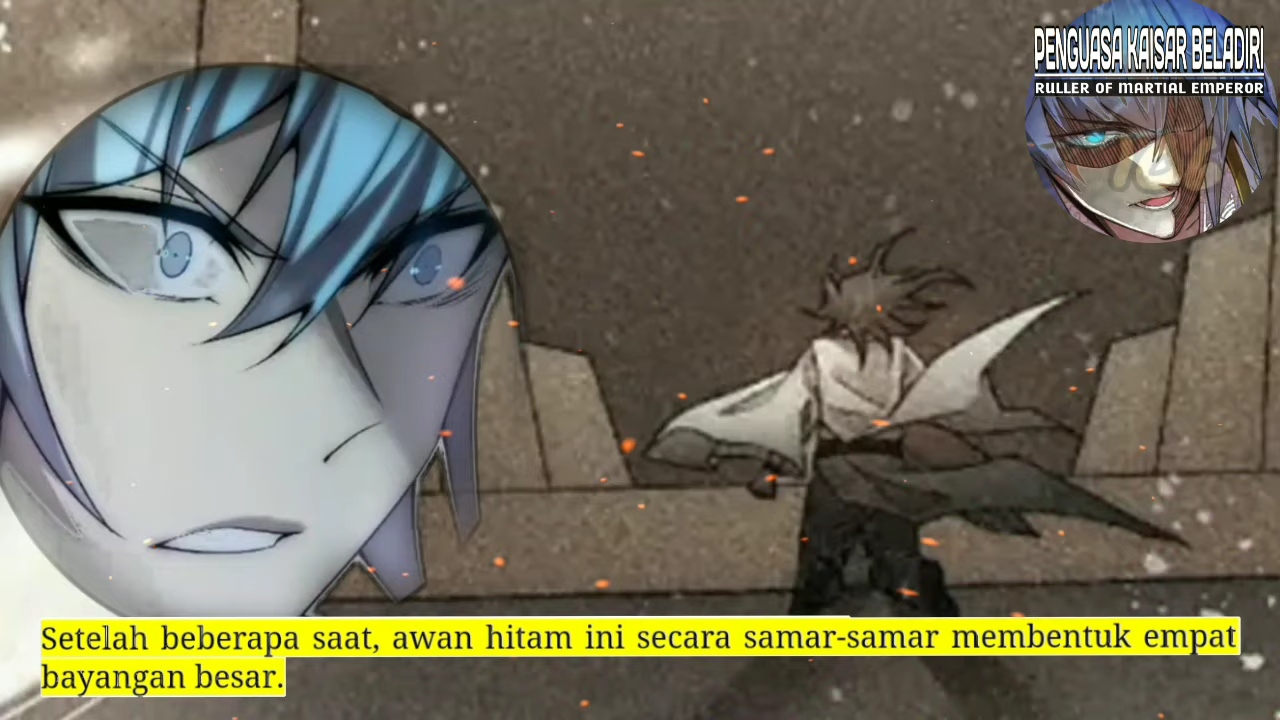 PENGUASA KAISAR BELADIRI
RULLER OF MARTIAL EMPEROR
Setelah beberapa saat, awan hitam ini secara samar-samar membentuk empat
bayangan besar.